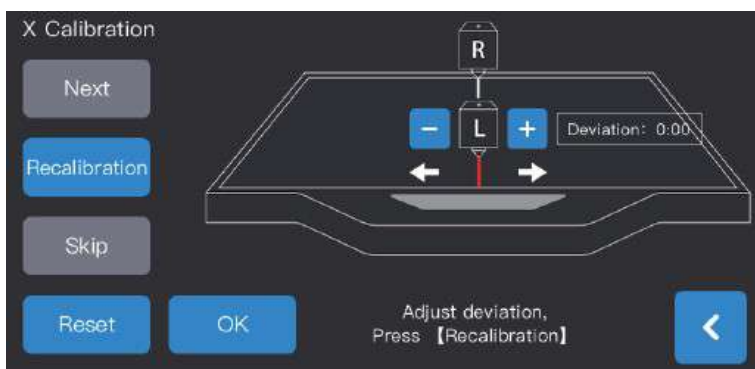 X Calibration
R
Next
− L + Deviation: 0:00
Recalibration
Skip
Reset
OK
Adjust deviation,
Press 【Recalibration】